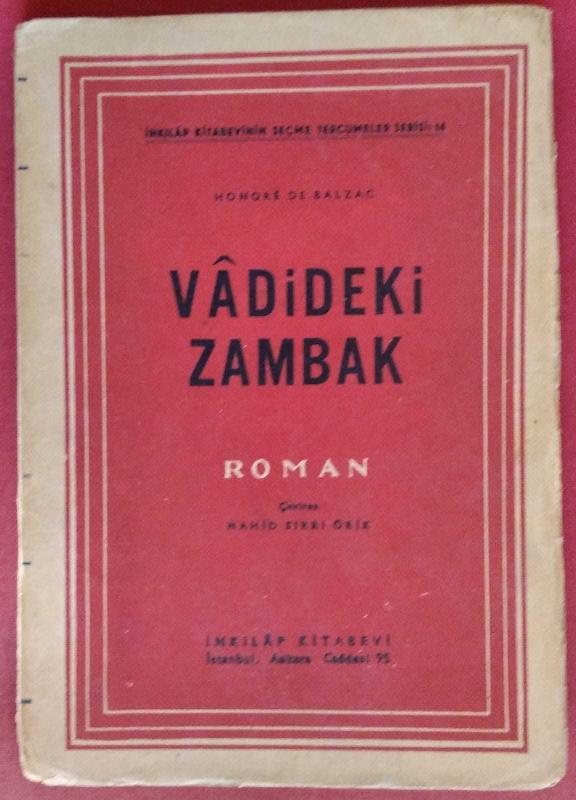 İNKILÂP KİTABEVİNİN SEÇME TERCÜMELER SERİSİ: 14
HONORÉ DE BALZAC
VÂDİDEKİ
ZAMBAK
ROMAN
Çeviren
NAHİD SIRRI ÖRİK
İNKILÂP KİTABEVİ
İstanbul, Ankara Caddesi 95